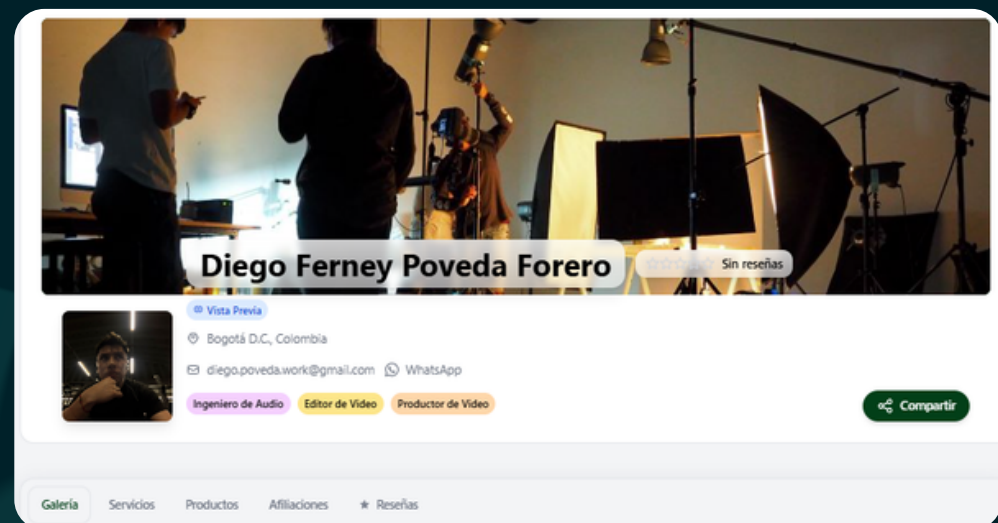 Diego Ferney Poveda Forero
Sin reseñas
Vista Previa
Bogotá D.C., Colombia
diego.poveda.work@gmail.com WhatsApp
Ingeniero de Audio Editor de Video Productor de Video
Compartir
Galería Servicios Productos Afiliaciones Reseñas